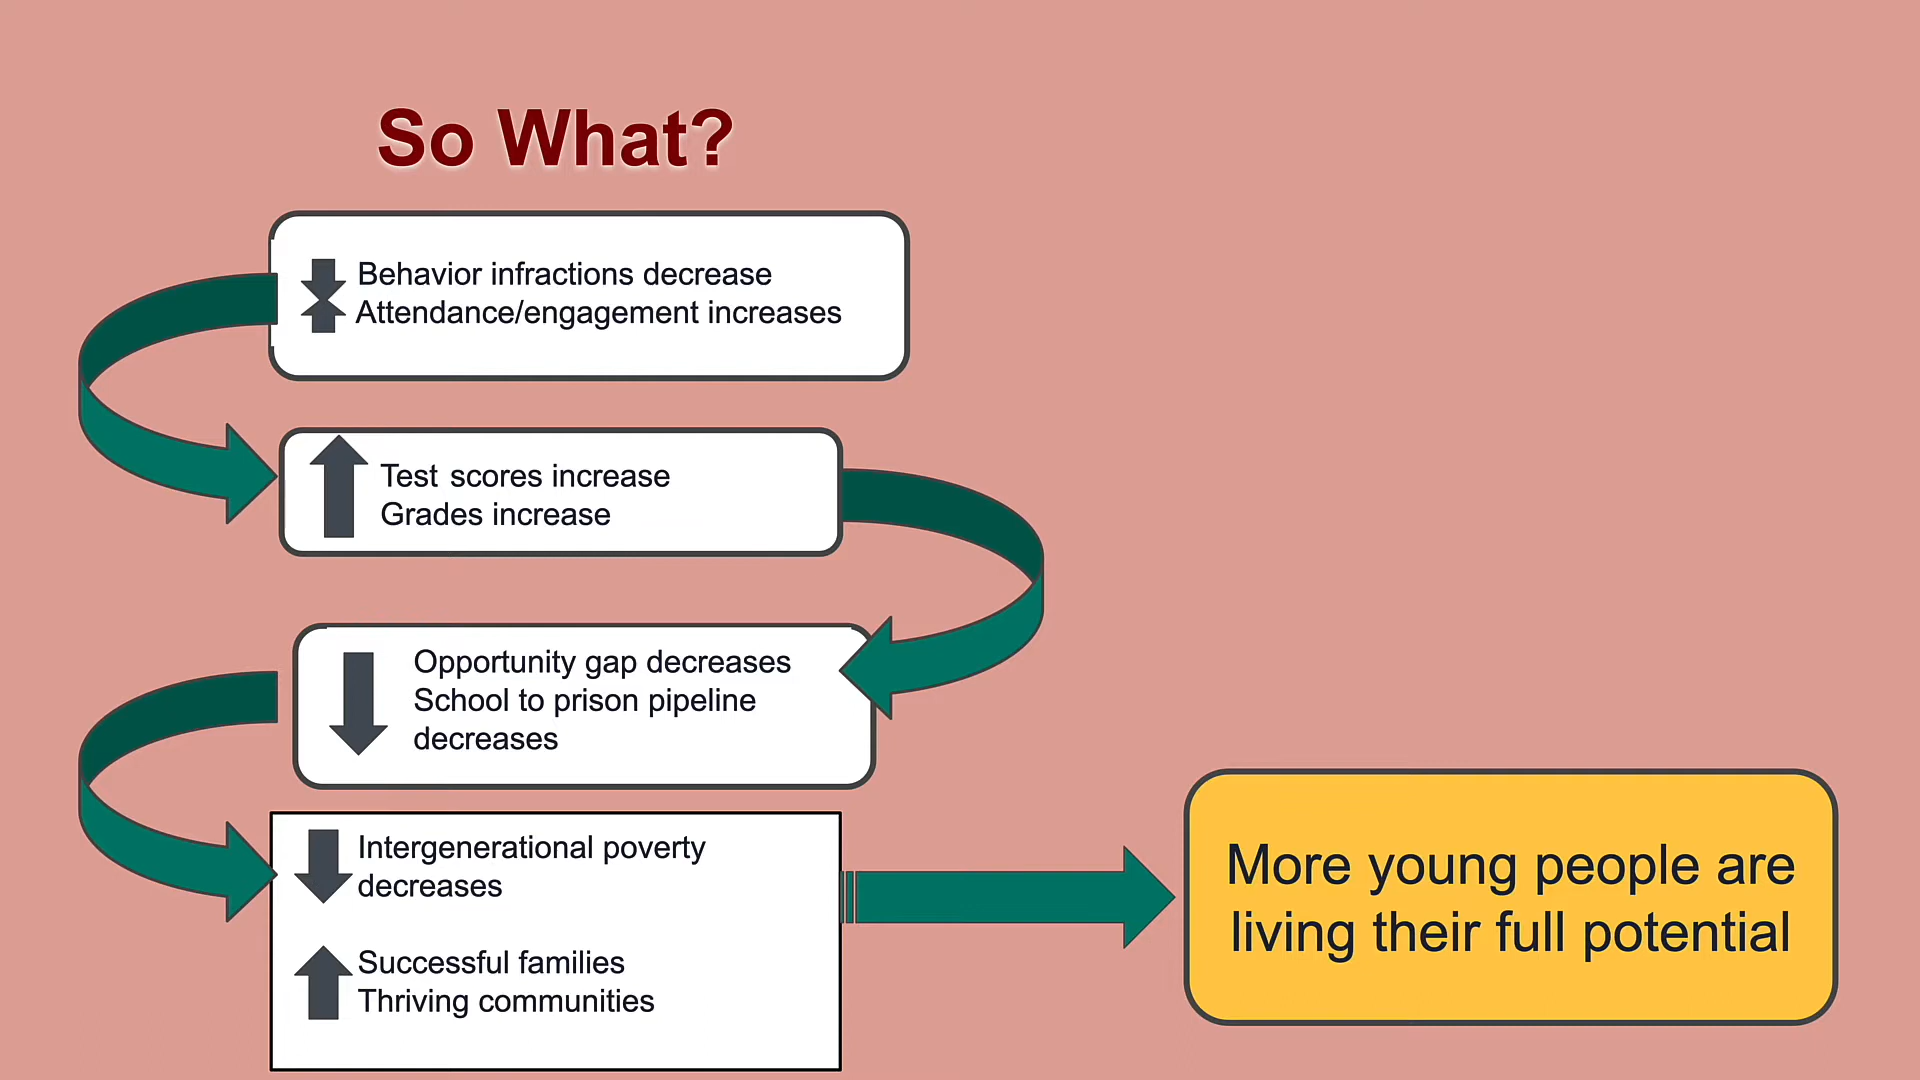 So What?
Behavior infractions decrease
Attendance/engagement increases
Test scores increase
Grades increase
Opportunity gap decreases
School to prison pipeline
decreases
Intergenerational poverty
decreases
Successful families
Thriving communities
More young people are
living their full potential